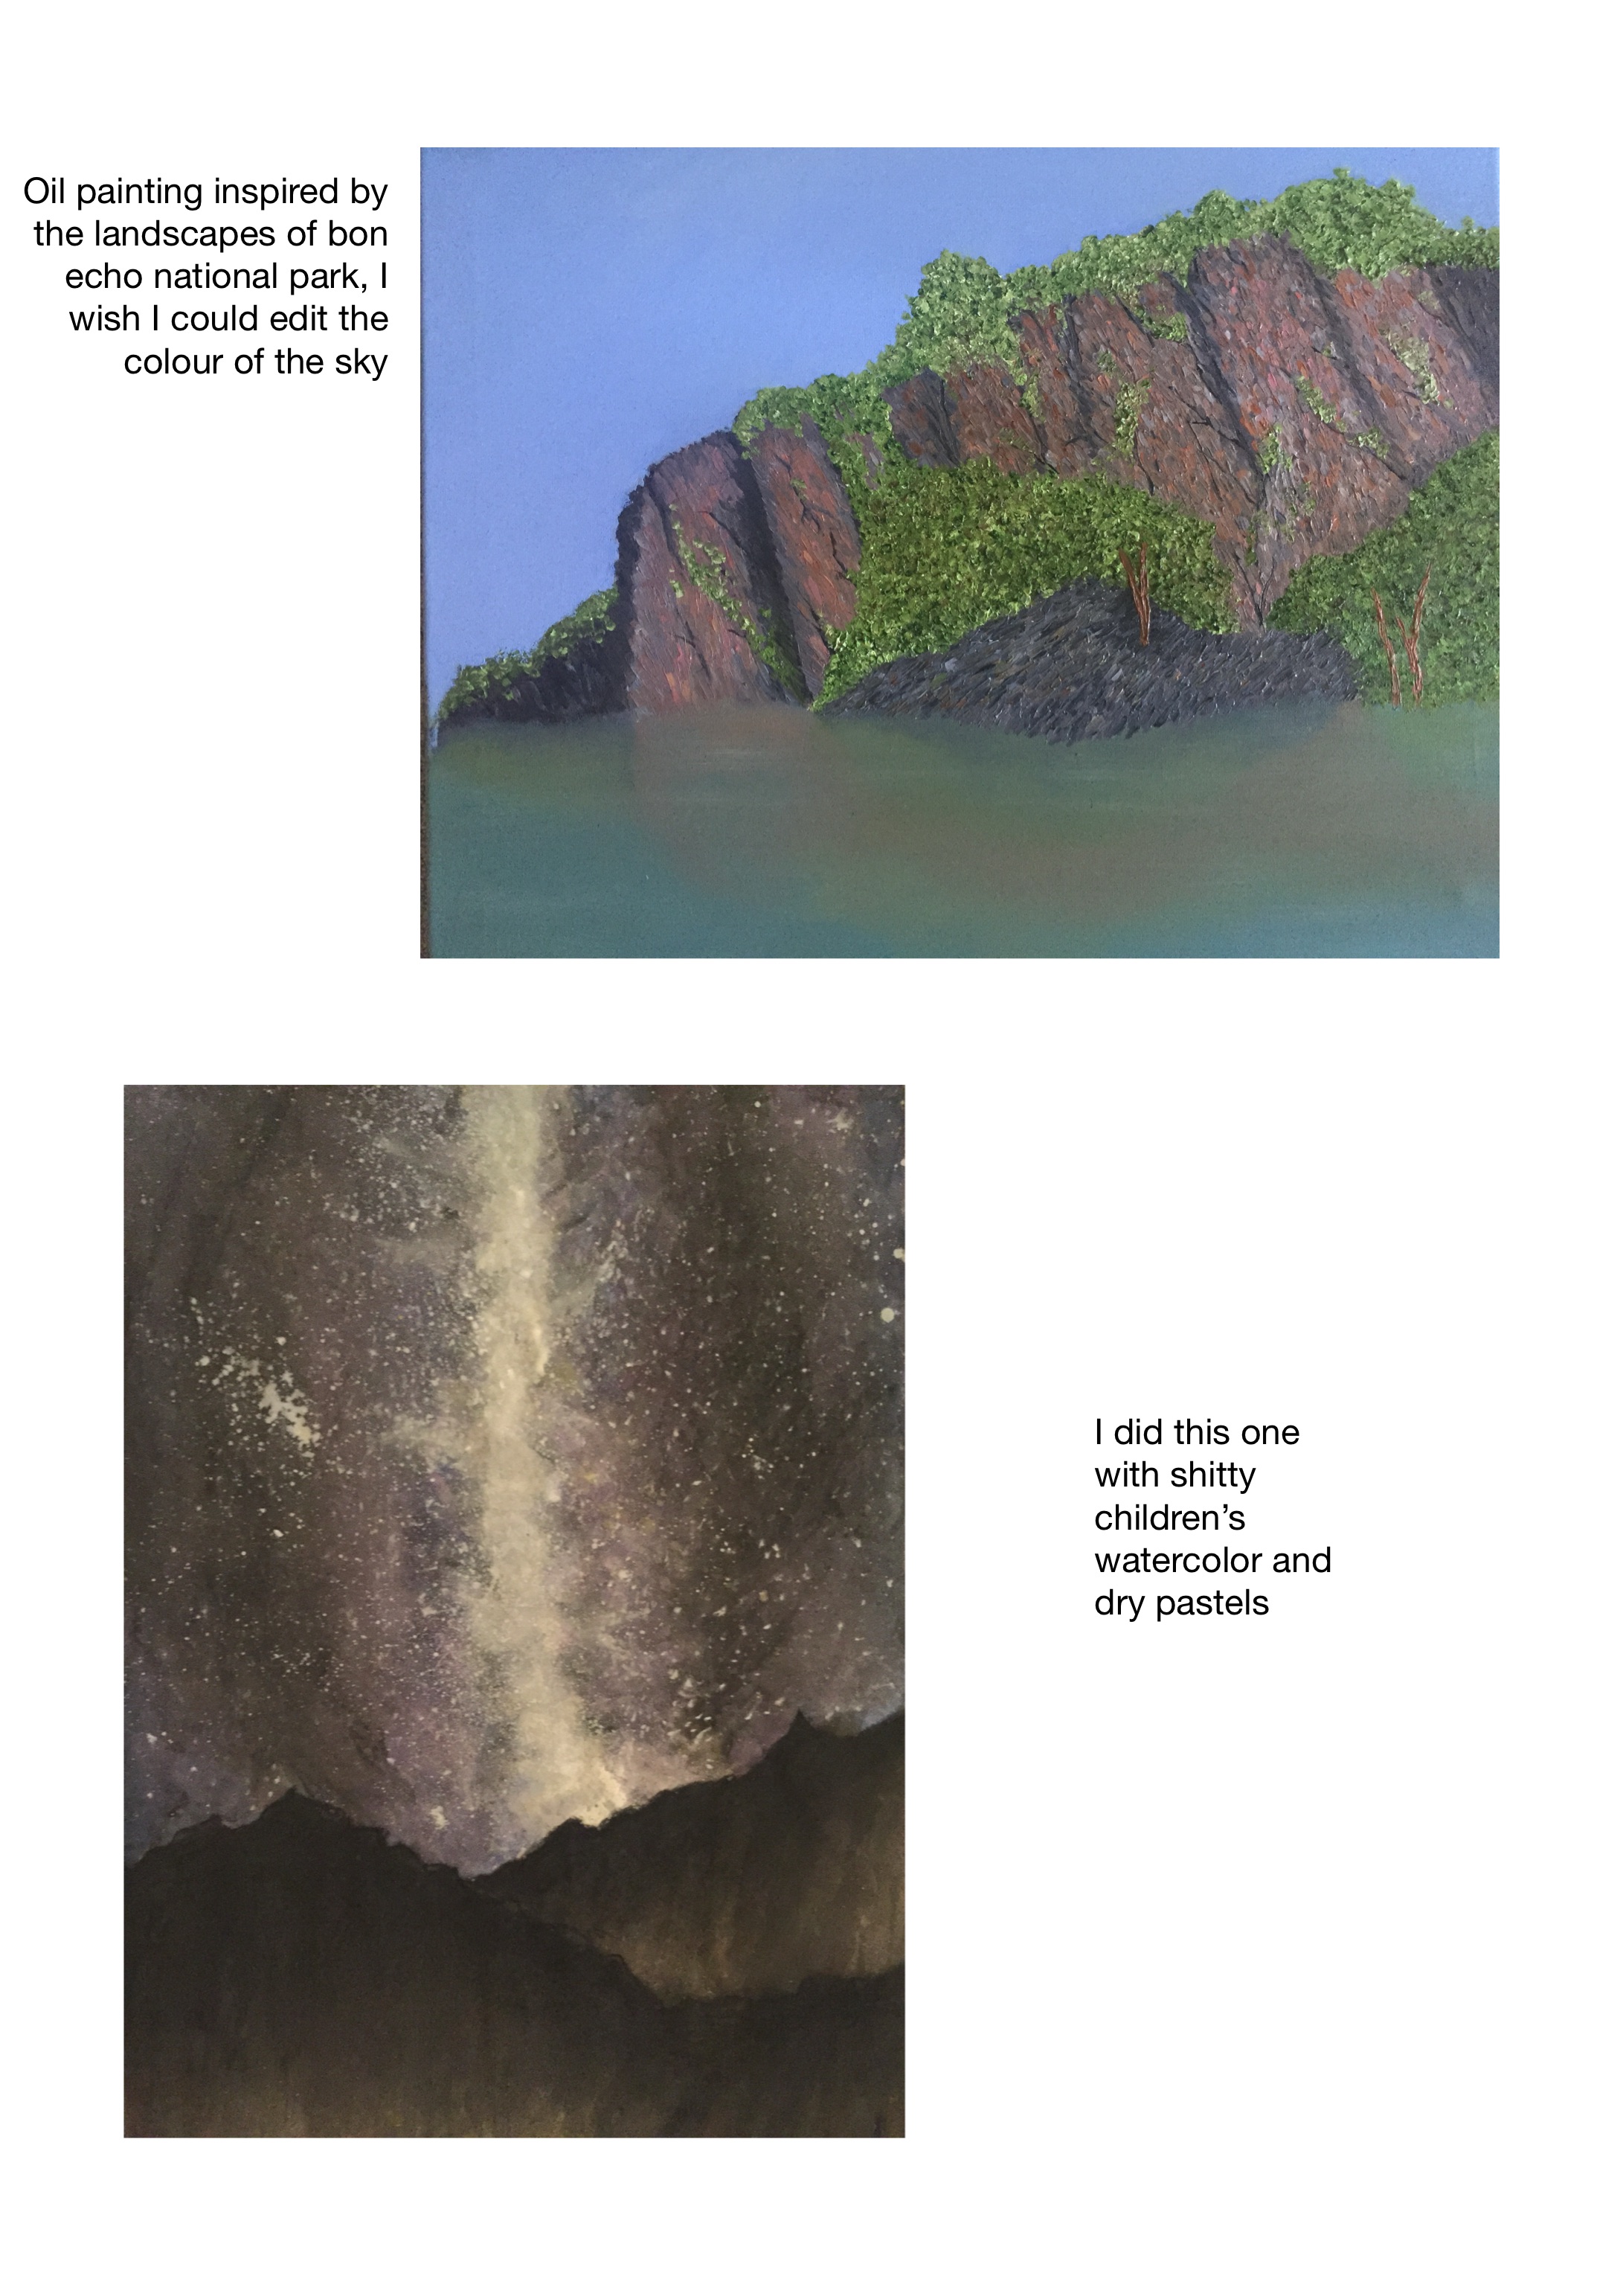 Oil painting inspired by
the landscapes of bon
echo national park, I
wish I could edit the
colour of the sky
I did this one
with shitty
children’s
watercolor and
dry pastels